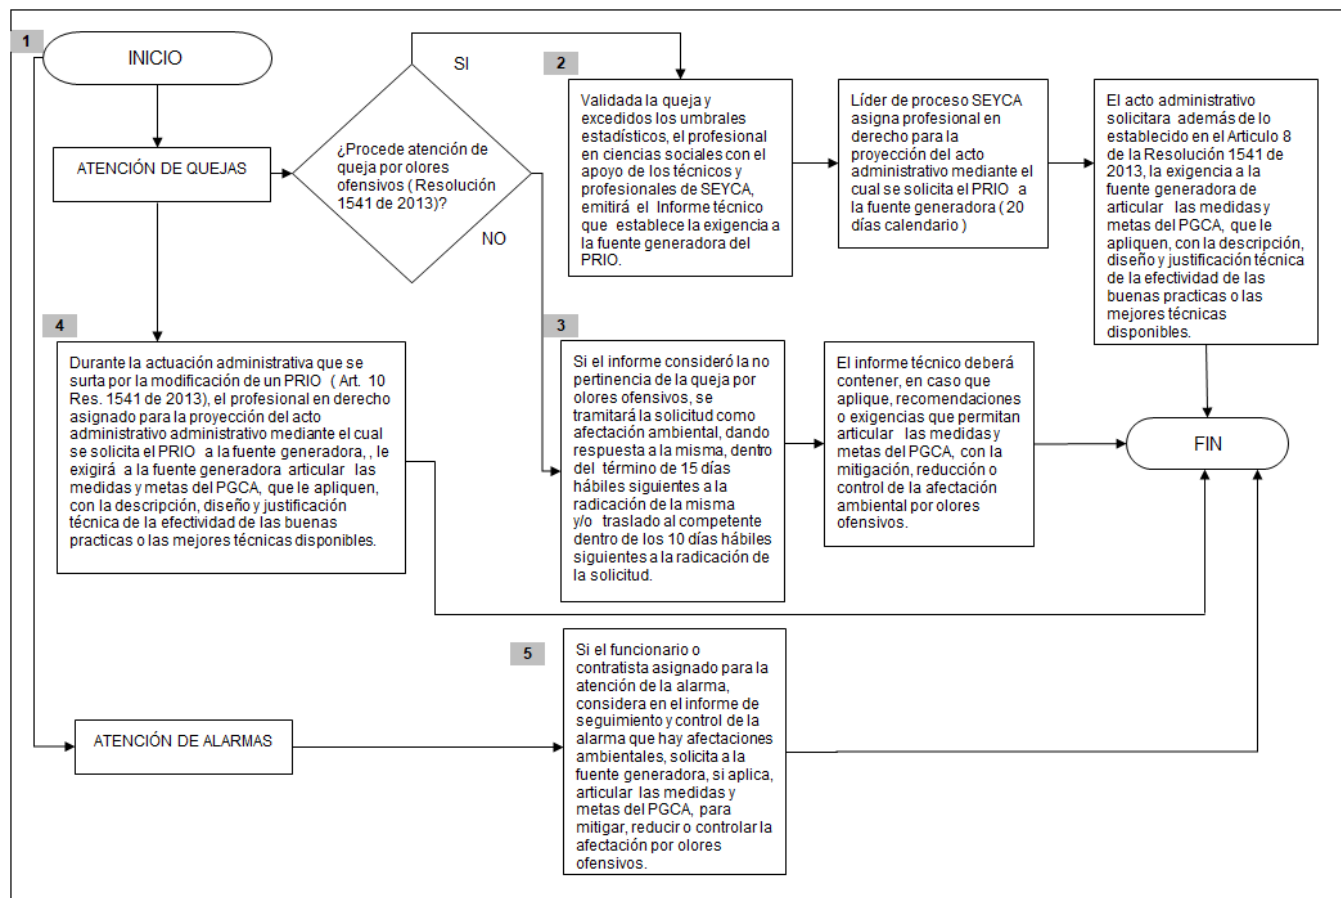 1
INICIO
ATENCIÓN DE QUEJAS
¿Procede atención de
queja por olores
ofensivos ( Resolución
1541 de 2013)?
SI
NO
2
Validada la queja y
excedidos los umbrales
estadísticos, el profesional
en ciencias sociales con el
apoyo de los técnicos y
profesionales de SEYCA,
emitirá el Informe técnico
que establece la exigencia a
la fuente generadora del
PRIO.
Líder de proceso SEYCA
asigna profesional en
derecho para la
proyección del acto
administrativo mediante el
cual se solicita el PRIO a
la fuente generadora ( 20
días calendario )
El acto administrativo
solicitara además de lo
establecido en el Articulo 8
de la Resolución 1541 de
2013, la exigencia a la
fuente generadora de
articular las medidas y
metas del PGCA, que le
apliquen, con la descripción,
diseño y justificación técnica
de la efectividad de las
buenas practicas o las
mejores técnicas
disponibles.
4
Durante la actuación administrativa que se
surta por la modificación de un PRIO ( Art. 10
Res. 1541 de 2013), el profesional en derecho
asignado para la proyección del acto
administrativo administrativo mediante el cual
se solicita el PRIO a la fuente generadora, , le
exigirá a la fuente generadora articular las
medidas y metas del PGCA, que le apliquen,
con la descripción, diseño y justificación
técnica de la efectividad de las buenas
practicas o las mejores técnicas disponibles.
3
Si el informe consideró la no
pertinencia de la queja por
olores ofensivos, se
tramitará la solicitud como
afectación ambiental, dando
respuesta a la misma, dentro
del término de 15 días
hábiles siguientes a la
radicación de la misma
y/o traslado al competente
dentro de los 10 días hábiles
siguientes a la radicación de
la solicitud.
El informe técnico deberá
contener, en caso que
aplique, recomendaciones
o exigencias que permitan
articular las medidas y
metas del PGCA, con la
mitigación, reducción o
control de la afectación
ambiental por olores
ofensivos.
FIN
5
ATENCIÓN DE ALARMAS
Si el funcionario o
contratista asignado para la
atención de la alarma,
considera en el informe de
seguimiento y control de la
alarma que hay afectaciones
ambientales, solicita a la
fuente generadora, si aplica,
articular las medidas y
metas del PGCA, para
mitigar, reducir o controlar la
afectación por olores
ofensivos.